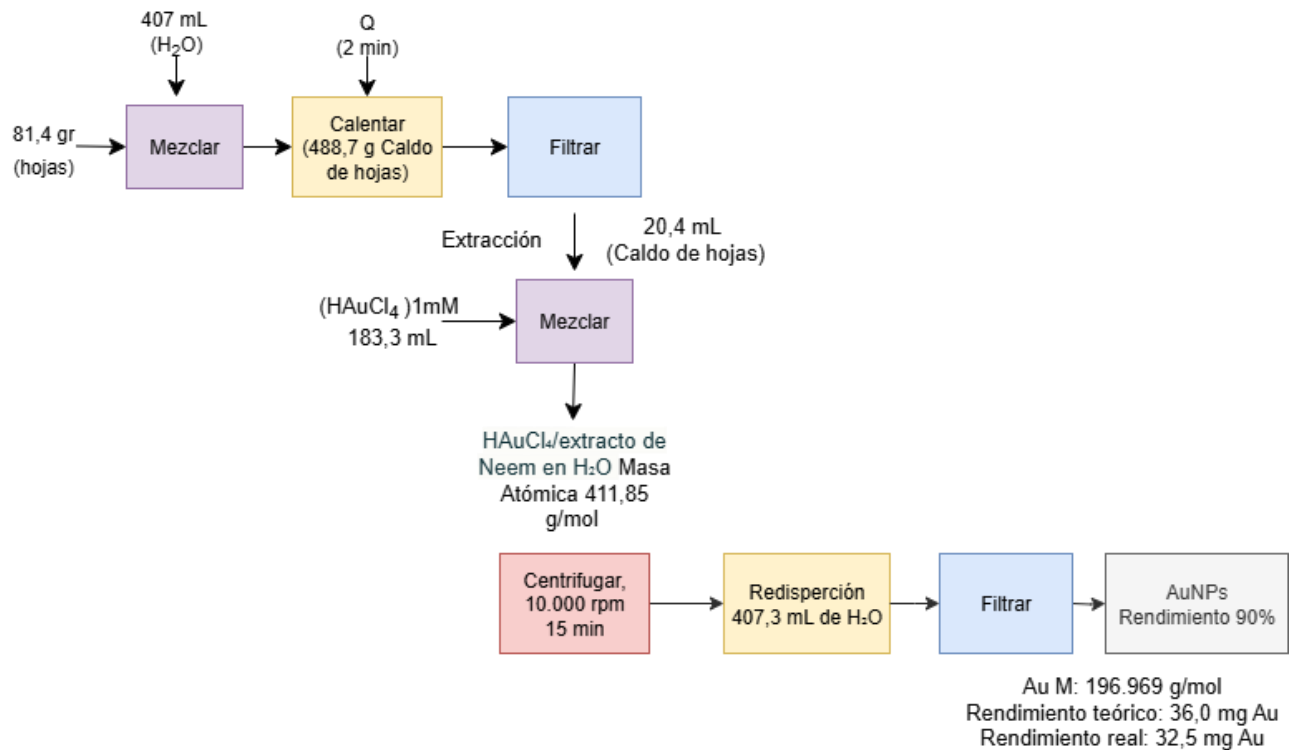 407 mL
(H₂O)
Q
(2 min)
81,4 gr
(hojas)
Mezclar
Calentar
(488,7 g Caldo
de hojas)
Filtrar
Extracción
20,4 mL
(Caldo de hojas)
(HAuCl₄ )1mM
183,3 mL
Mezclar
HAuCl₄/extracto de
Neem en H₂O Masa
Atómica 411,85
g/mol
Centrifugar,
10.000 rpm
15 min
Redisperción
407,3 mL de H₂O
Filtrar
AuNPs
Rendimiento 90%
Au M: 196.969 g/mol
Rendimiento teórico: 36,0 mg Au
Rendimiento real: 32,5 mg Au